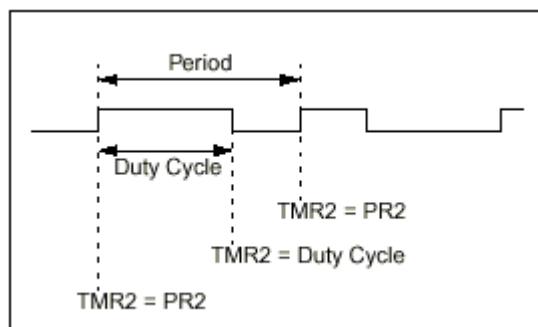 Period
Duty Cycle
TMR2 = PR2
TMR2 = Duty Cycle
TMR2 = PR2